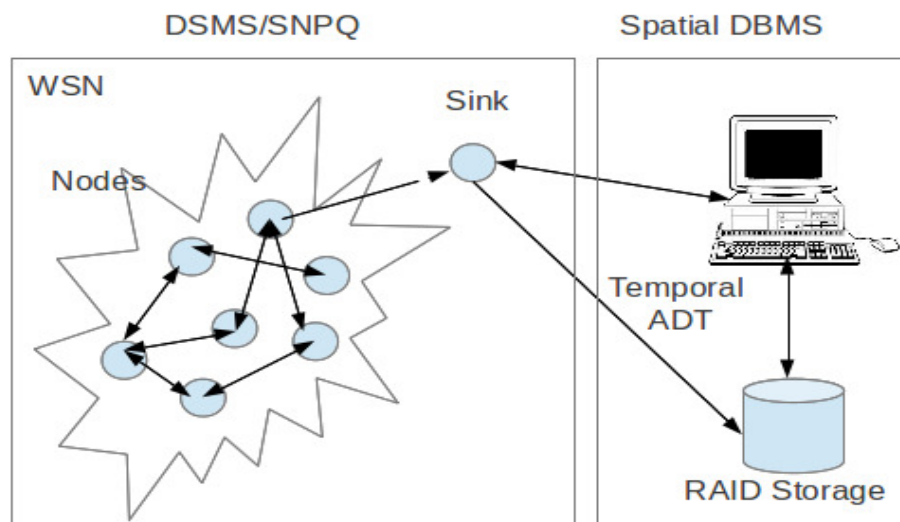 DSMS/SNPQ
Spatial DBMS
WSN
Sink
Nodes
Temporal
ADT
RAID Storage